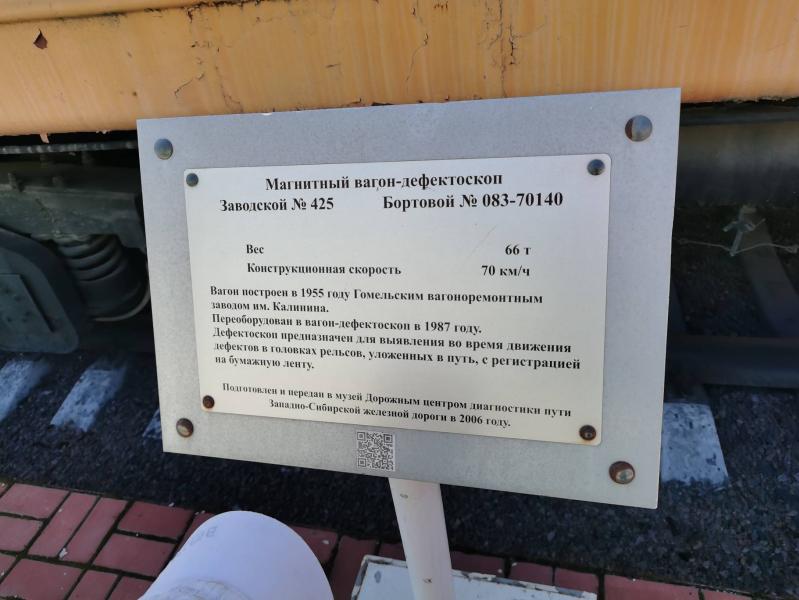 Магнитный вагон-дефектоскоп
Заводской № 425 Бортовой № 083-70140
Вес 66 т
Конструкционная скорость 70 км/ч
Вагон построен в 1955 году Гомельским вагоноремонтным
заводом им. Калинина.
Переоборудован в вагон-дефектоскоп в 1987 году.
Дефектоскоп предназначен для выявления во время движения
дефектов в головках рельсов, уложенных в путь, с регистрацией
на бумажную ленту.
Подготовлен и передан в музей Дорожным центром диагностики пути
Западно-Сибирской железной дороги в 2006 году.